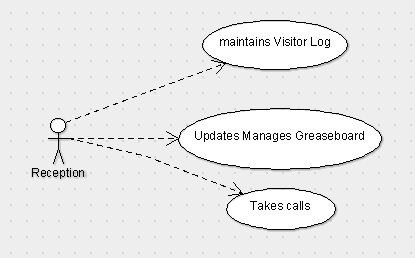 maintains Visitor Log
Updates Manages Greaseboard
Reception
Takes calls